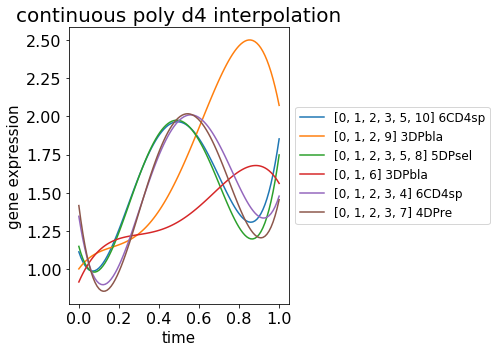 continuous poly d4 interpolation
2.50
2.25
2.00
1.75
1.50
1.25
1.00
gene expression
0.0 0.2 0.4 0.6 0.8 1.0
time
[0, 1, 2, 3, 5, 10] 6CD4sp
[0, 1, 2, 9] 3DPbla
[0, 1, 2, 3, 5, 8] 5DPsel
[0, 1, 6] 3DPbla
[0, 1, 2, 3, 4] 6CD4sp
[0, 1, 2, 3, 7] 4DPre